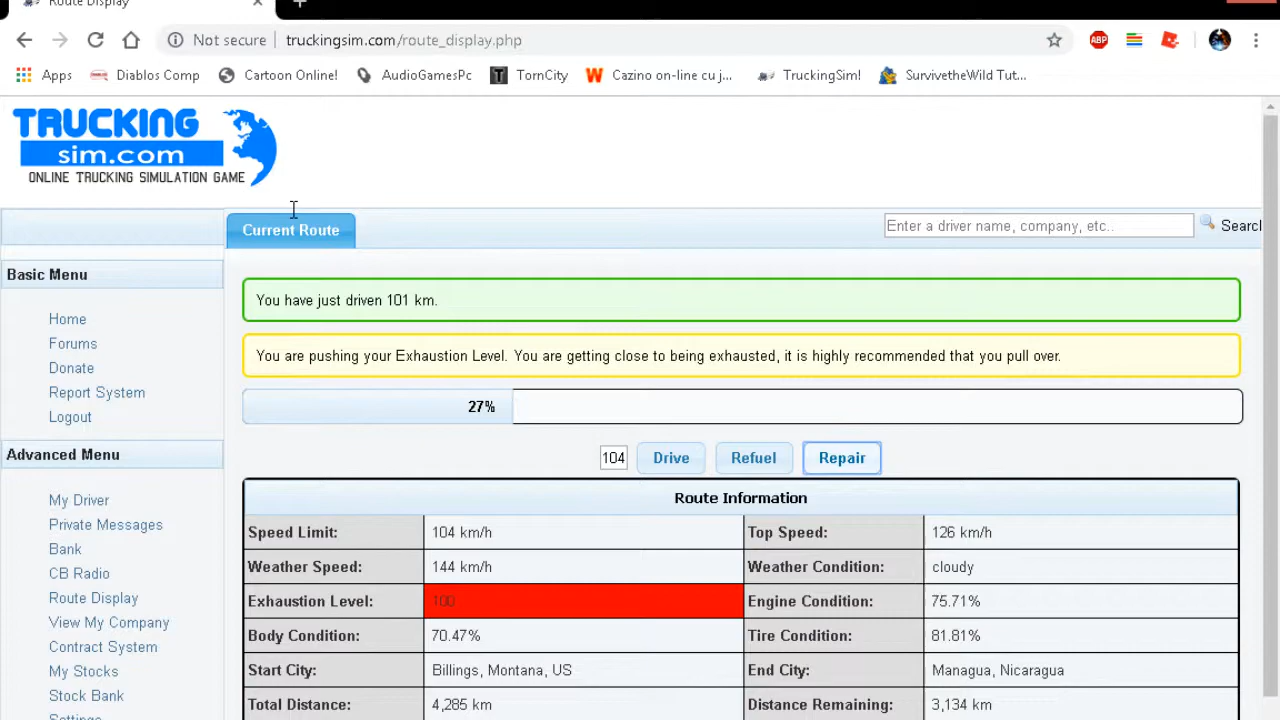 Route Display
Not secure truckingsim.com/route_display.php
ABP
Apps Diablos Comp Cartoon Online! AudioGamesPc T TornCity W Cazino on-line cu j... TruckingSim! SurvivetheWild Tut...
TRUCKING
sim.com
ONLINE TRUCKING SIMULATION GAME
Current Route
Enter a driver name, company, etc.. Search
Basic Menu
Home
Forums
Donate
Report System
Logout
Advanced Menu
My Driver
Private Messages
Bank
CB Radio
Route Display
View My Company
Contract System
My Stocks
Stock Bank
Settings
You have just driven 101 km.
You are pushing your Exhaustion Level. You are getting close to being exhausted, it is highly recommended that you pull over.
27%
104 Drive Refuel Repair
Route Information
Speed Limit: 104 km/h Top Speed: 126 km/h
Weather Speed: 144 km/h Weather Condition: cloudy
Exhaustion Level: 100 Engine Condition: 75.71%
Body Condition: 70.47% Tire Condition: 81.81%
Start City: Billings, Montana, US End City: Managua, Nicaragua
Total Distance: 4,285 km Distance Remaining: 3,134 km